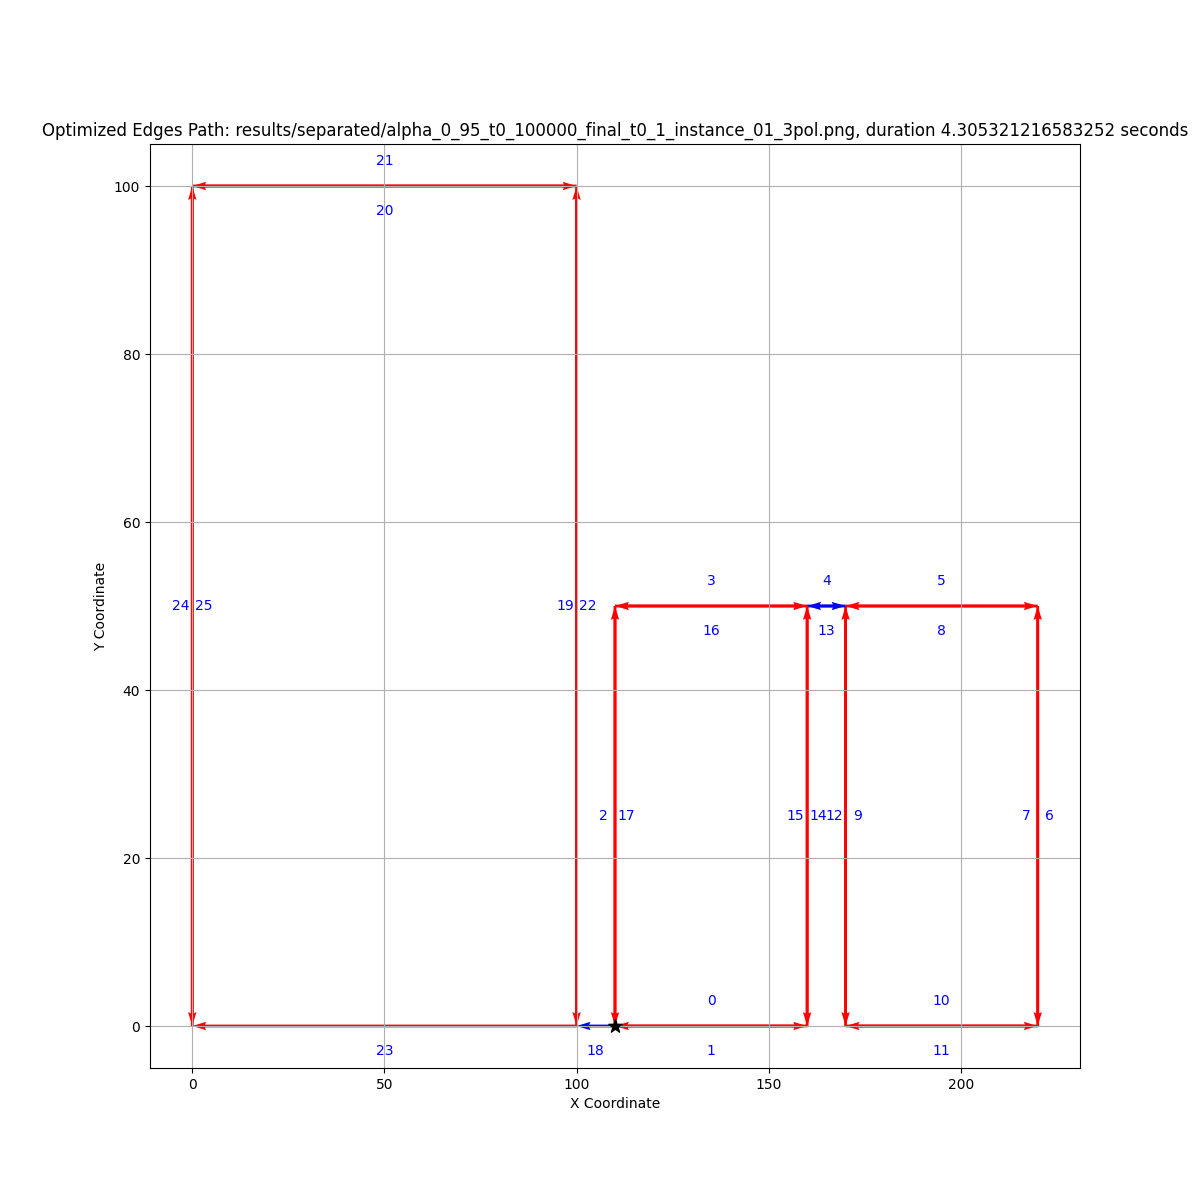 Optimized Edges Path: results/separated/alpha_0_95_t0_100000_final_t0_1_instance_01_3pol.png, duration 4.305321216583252 seconds
21
100
20
80
60
3 4 5
24 25 19 22
16 13 8
Y Coordinate
40
2 17 15 14 12 9 7 6
20
0 10
0
23 18 1 11
0 50 100 150 200
X Coordinate